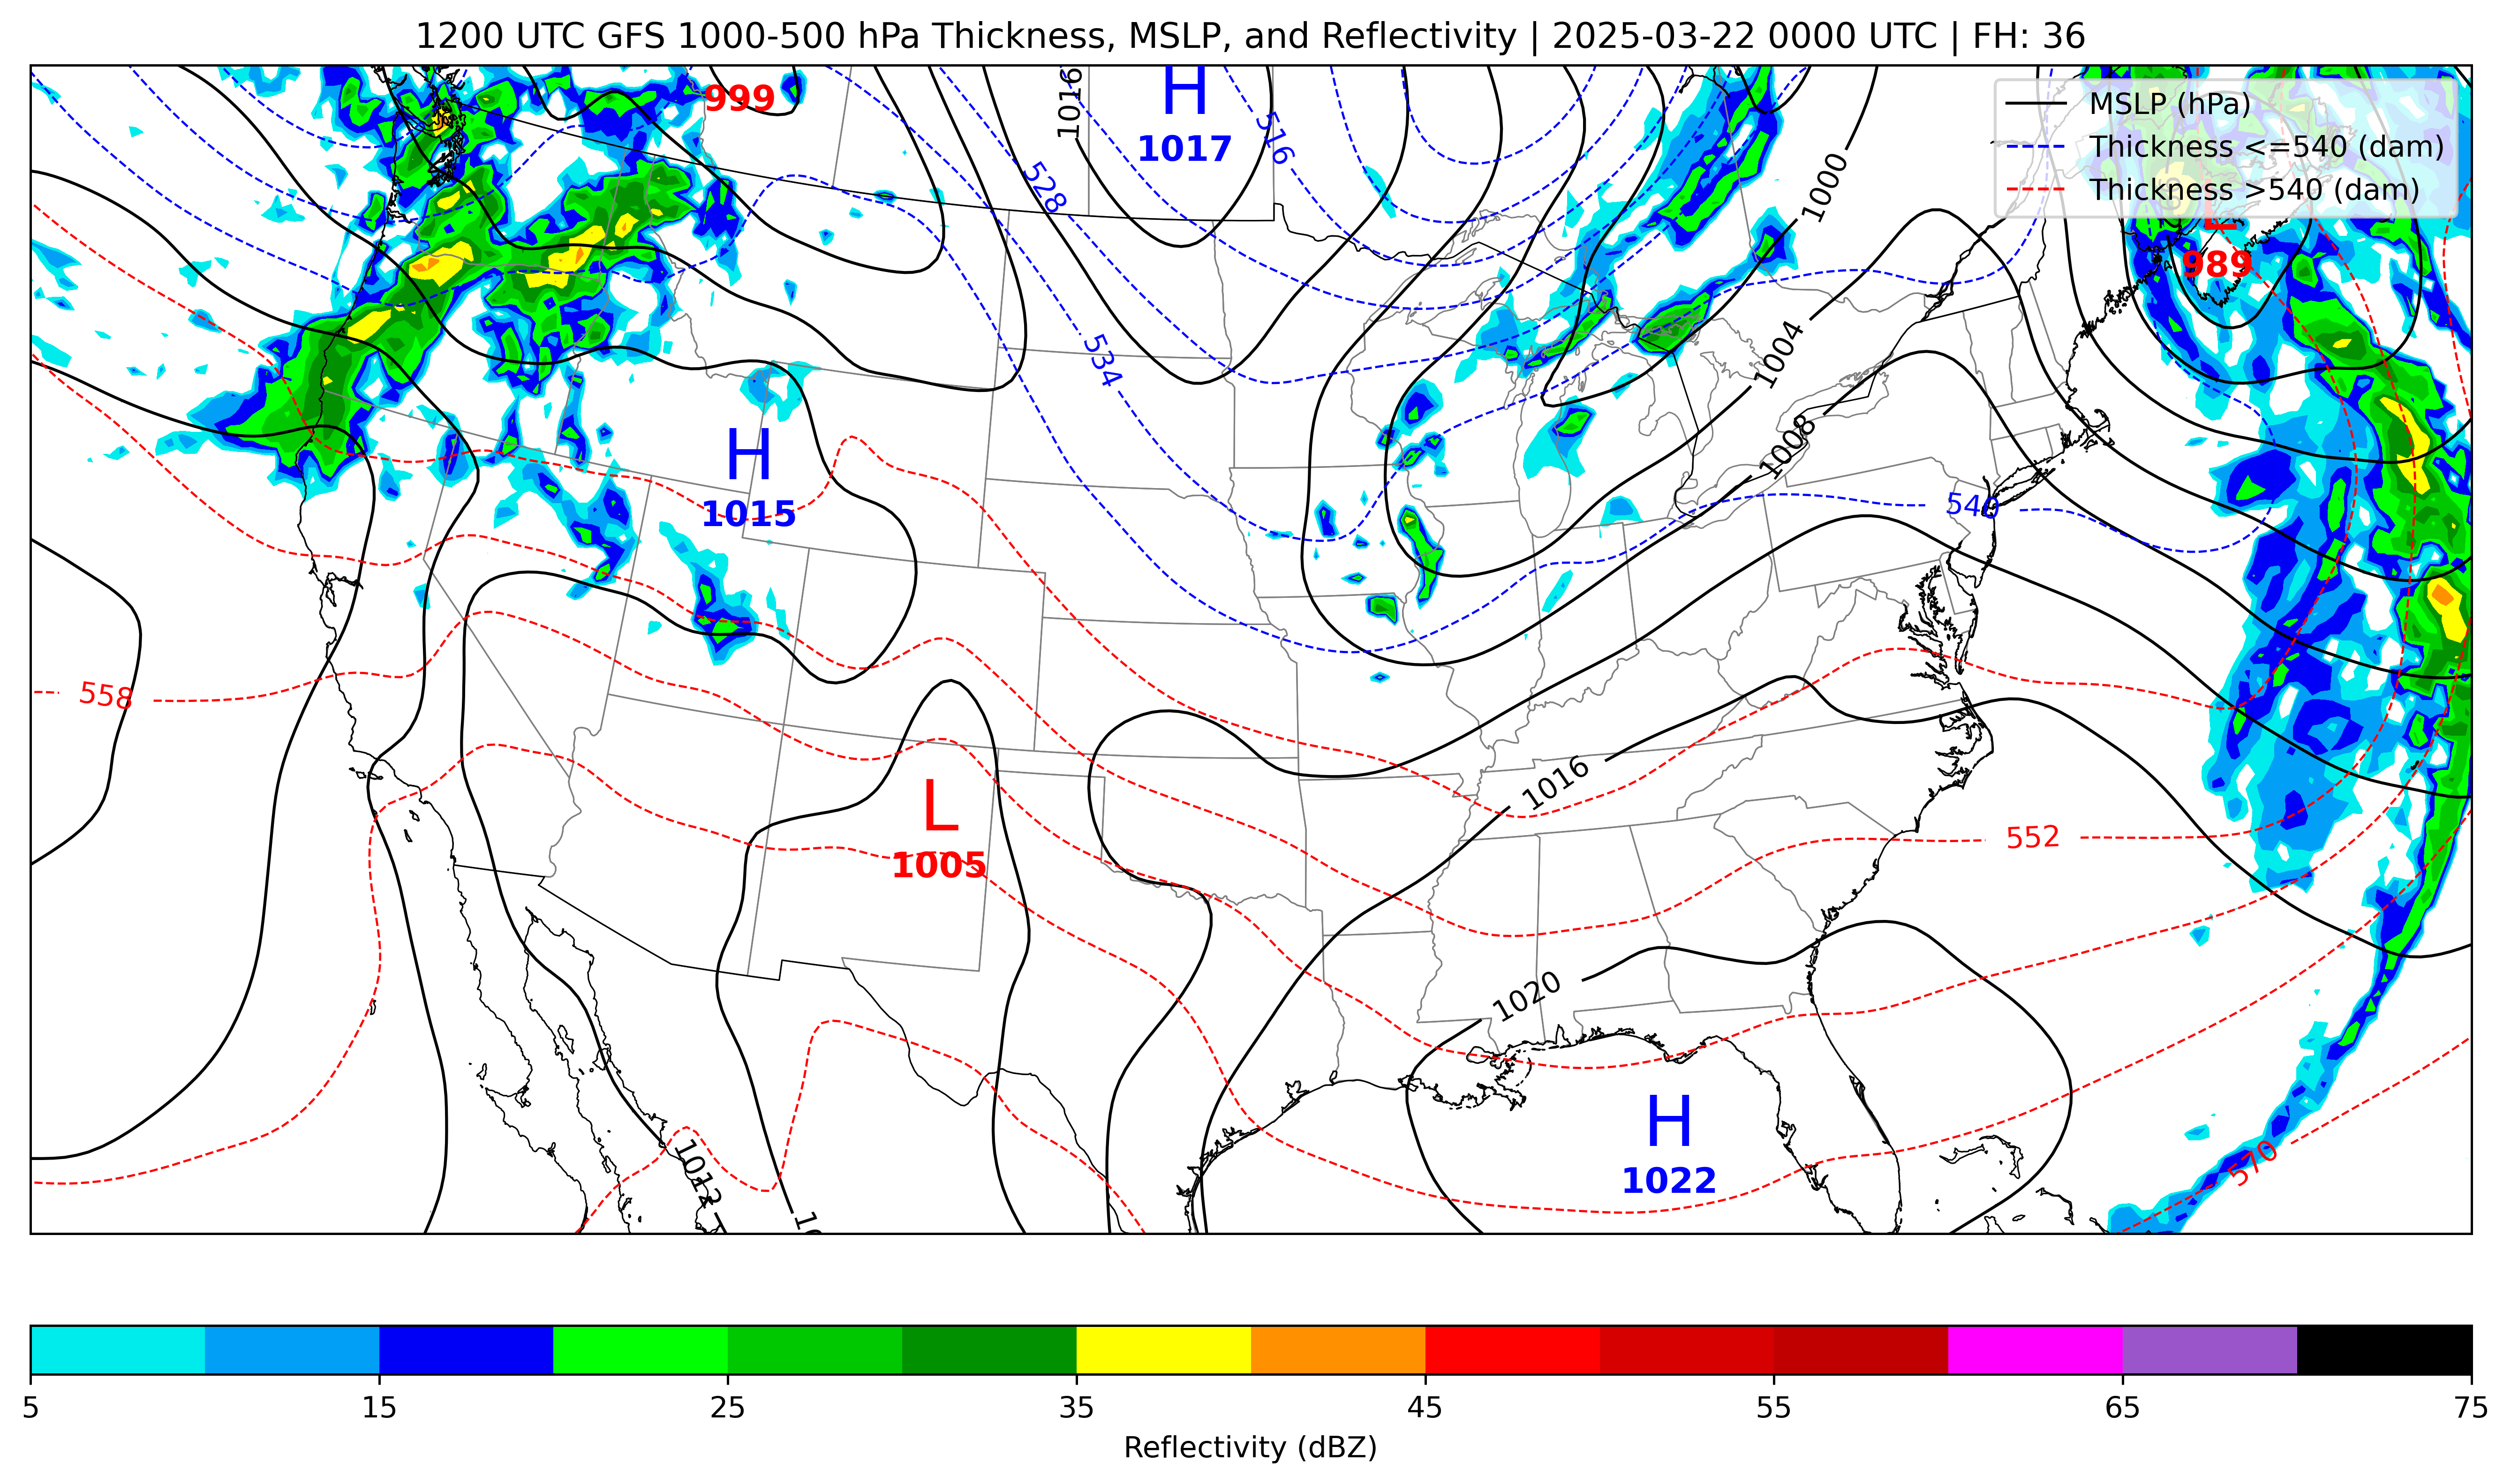 1200 UTC GFS 1000-500 hPa Thickness, MSLP, and Reflectivity | 2025-03-22 0000 UTC | FH: 36
MSLP (hPa)
Thickness <=540 (dam)
Thickness >540 (dam)
999
1016
H
1017
516
528
1000
L
989
534
1004
1008
H
1015
540
558
1016
L
1005
552
1020
H
1022
1012
570
5 15 25 35 45 55 65 75
Reflectivity (dBZ)